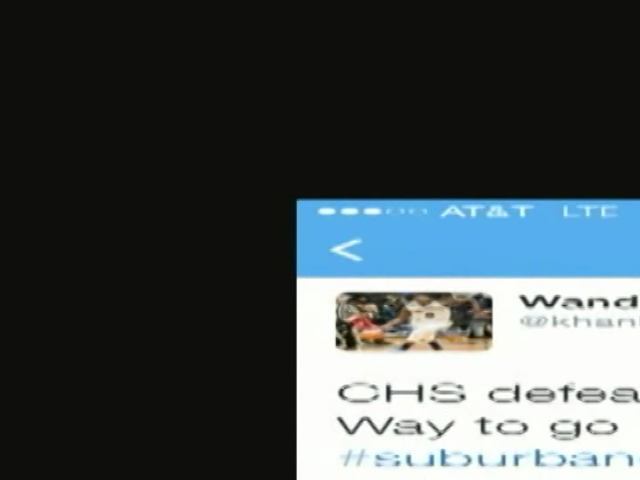 AT&T LTE
<
Wand
@khan
CHS defea
Way to go
#suburban